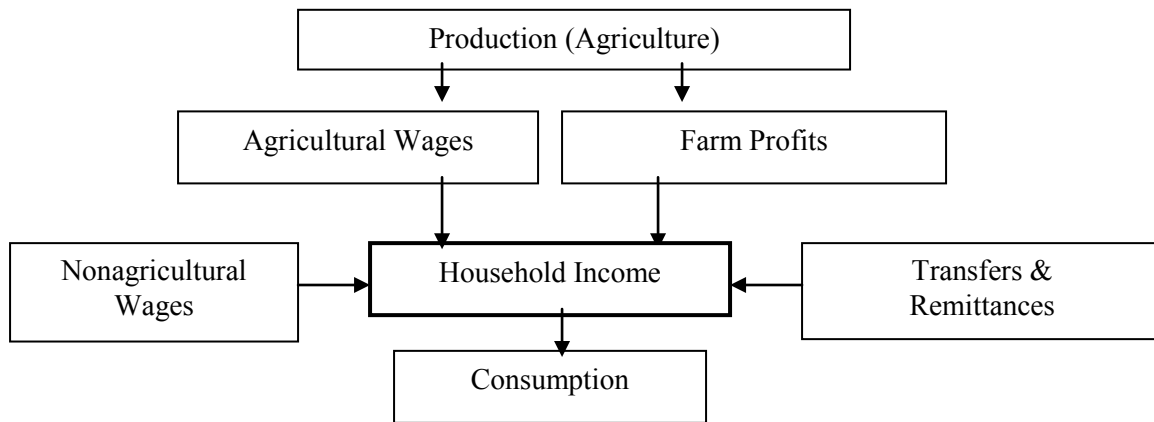 Production (Agriculture)
Agricultural Wages
Farm Profits
Nonagricultural
Wages
Household Income
Transfers &
Remittances
Consumption